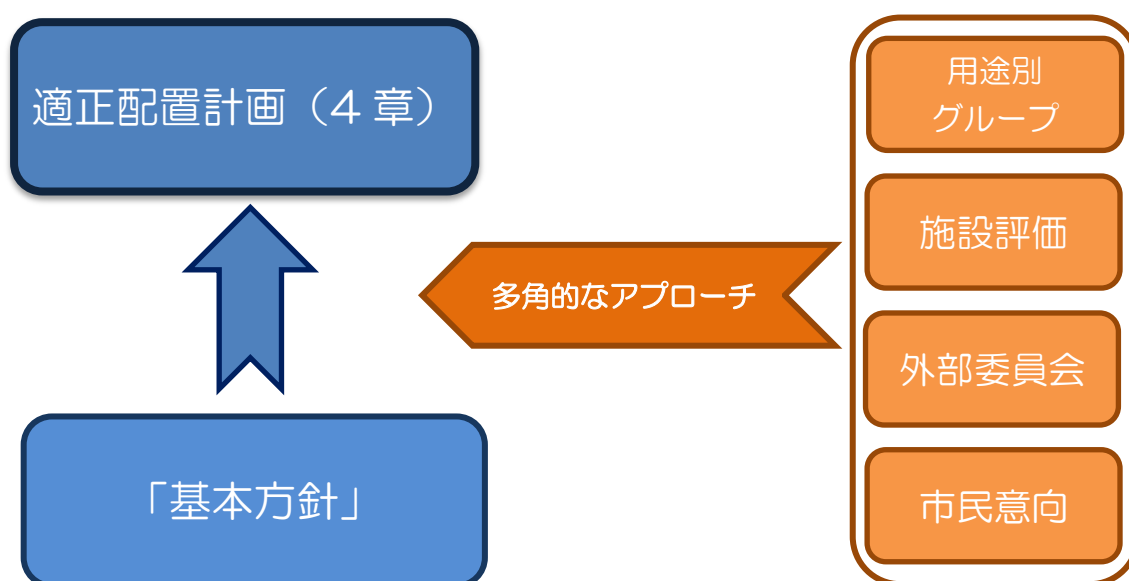 適正配置計画（4 章）
「基本方針」
多角的なアプローチ
用途別
グループ
施設評価
外部委員会
市民意向